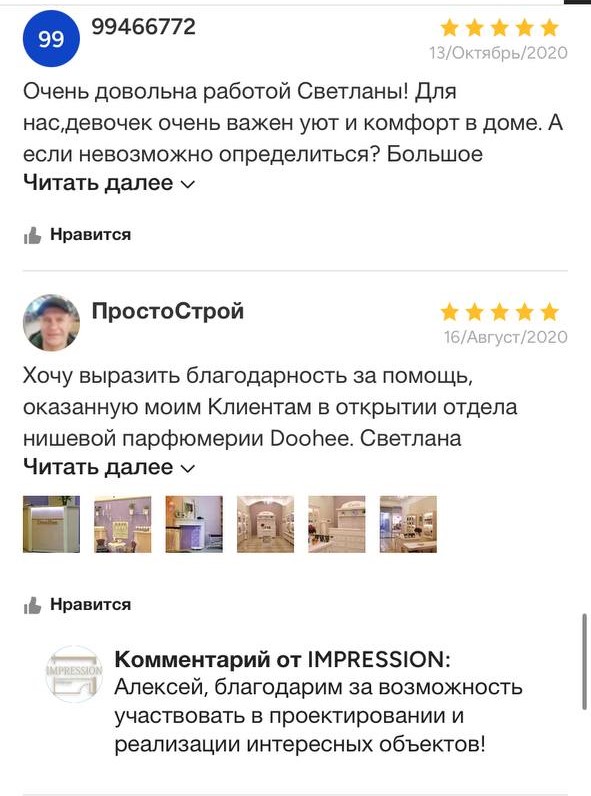 99
99466772
13/Октябрь/2020
Очень довольна работой Светланы! Для
нас,девочек очень важен уют и комфорт в доме. А
если невозможно определиться? Большое
Читать далее
Нравится
ПростоСтрой
16/Август/2020
Хочу выразить благодарность за помощь,
оказанную моим Клиентам в открытии отдела
нишевой парфюмерии Doohee. Светлана
Читать далее
Нравится
IMPRESSION
Комментарий от IMPRESSION:
Алексей, благодарим за возможность
участвовать в проектировании и
реализации интересных объектов!